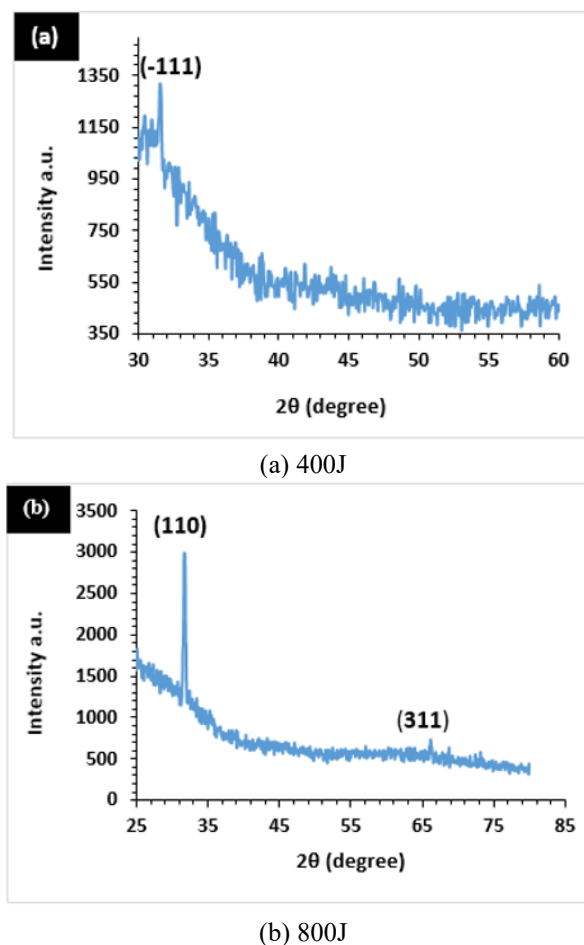 (a)
(-111)
1350
1150
950
750
550
350
Intensity a.u.
30 35 40 45 50 55 60
2θ (degree)
(a) 400J
(b)
(110)
(311)
3500
3000
2500
2000
1500
1000
500
0
Intensity a.u.
25 35 45 55 65 75 85
2θ (degree)
(b) 800J